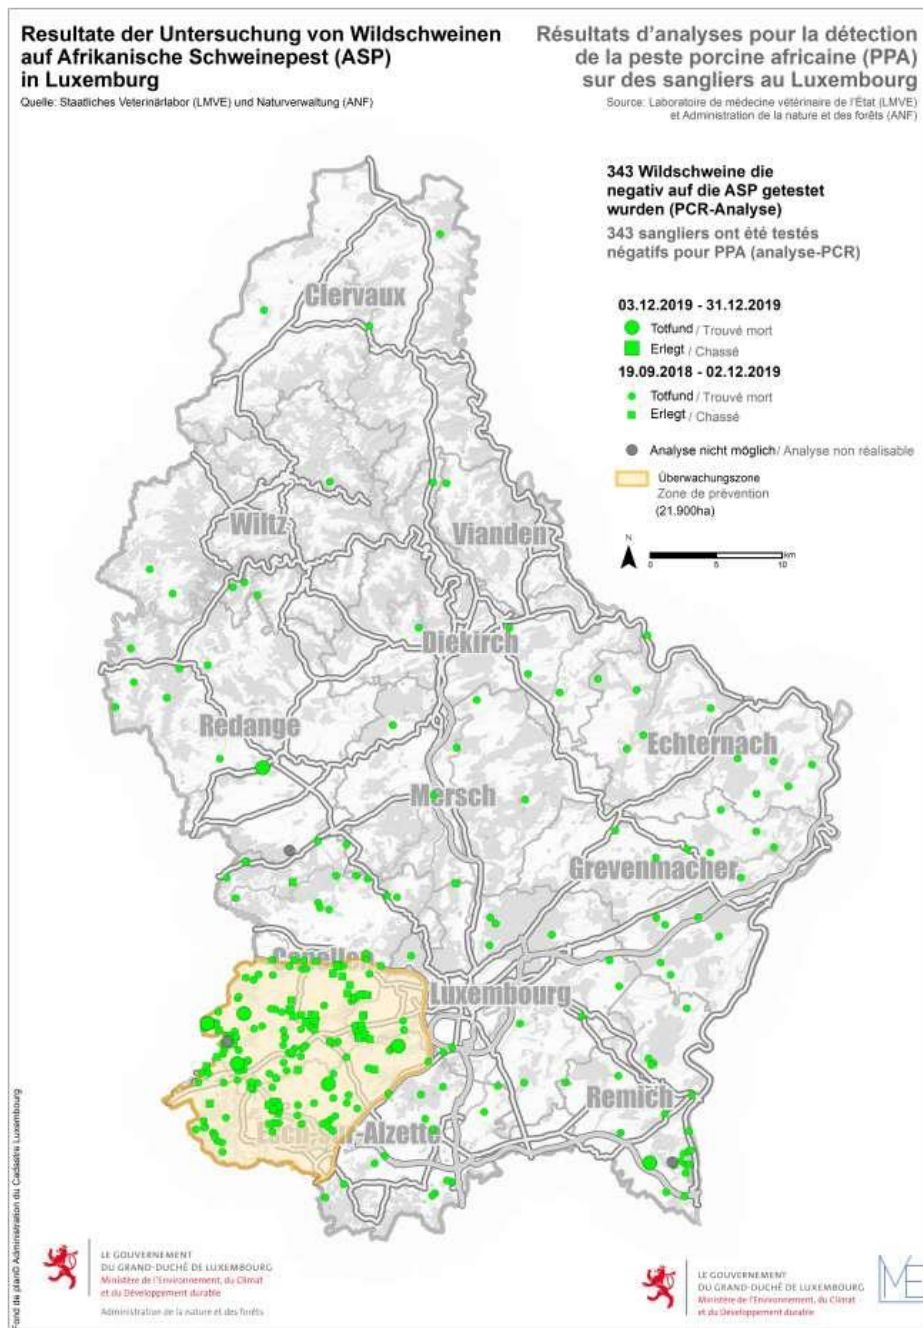 Resultate der Untersuchung von Wildschweinen
auf Afrikanische Schweinepest (ASP)
in Luxemburg
Quelle: Staatliches Veterinärlabor (LMVE) und Naturverwaltung (ANF)
Résultats d'analyses pour la détection
de la peste porcine africaine (PPA)
sur des sangliers au Luxembourg
Source: Laboratoire de médecine vétérinaire de l'État (LMVE)
et Administration de la nature et des forêts (ANF)
343 Wildschweine die
negativ auf die ASP getestet
wurden (PCR-Analyse)
343 sangliers ont été testés
négatifs pour PPA (analyse-PCR)
03.12.2019 - 31.12.2019
Totfund / Trouvé mort
Erlegt / Chassé
19.09.2018 - 02.12.2019
Totfund / Trouvé mort
Erlegt / Chassé
Analyse nicht möglich / Analyse non réalisable
Überwachungszone
Zone de prévention
(21.900ha)
N
km
0 5 10
Clervaux
Wiltz
Vianden
Diekirch
Redange
Echternach
Mersch
Grevenmacher
Capellen
Luxembourg
Remich
Esch-sur-Alzette
Fond de plan© Administration du Cadastre Luxembourg
LE GOUVERNEMENT
DU GRAND-DUCHÉ DE LUXEMBOURG
Ministère de l'Environnement, du Climat
et du Développement durable
Administration de la nature et des forêts
LE GOUVERNEMENT
DU GRAND-DUCHÉ DE LUXEMBOURG
Ministère de l'Environnement, du Climat
et du Développement durable